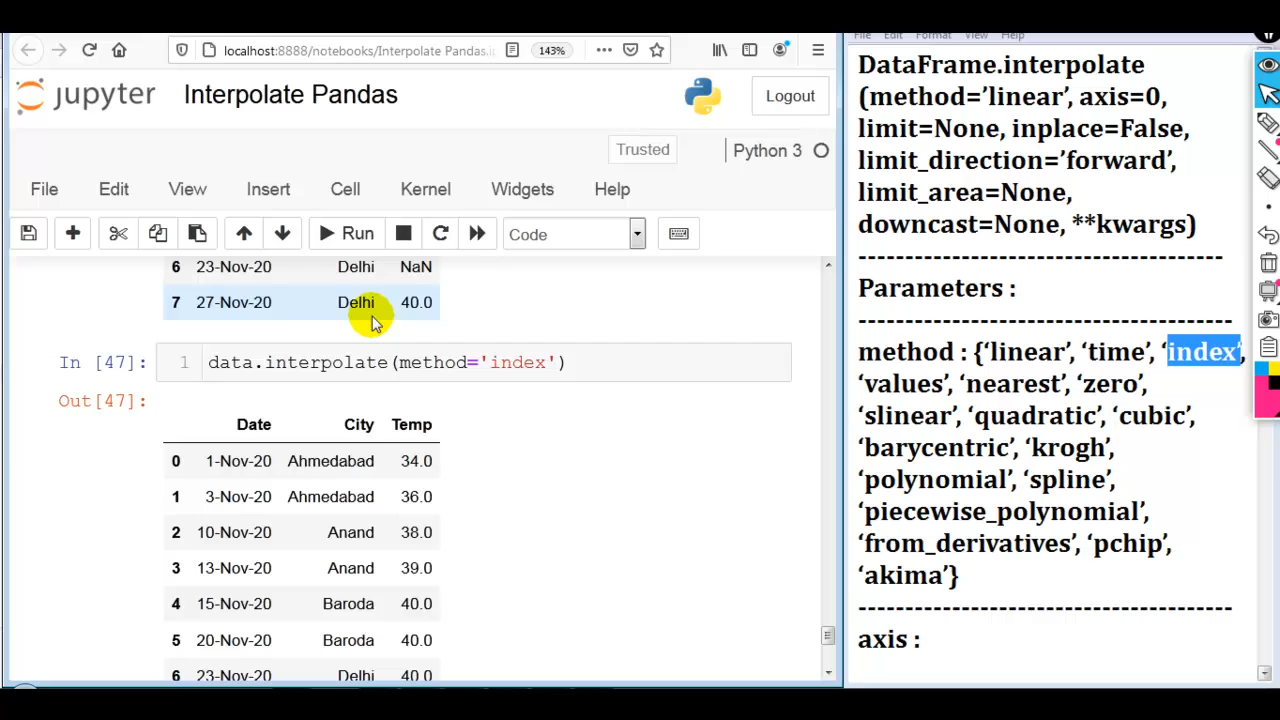 localhost:8888/notebooks/Interpolate Pandas.i
143%
jupyter Interpolate Pandas
Logout
Trusted
Python 3
File Edit View Insert Cell Kernel Widgets Help
Run
Code
6 23-Nov-20 Delhi NaN
7 27-Nov-20 Delhi 40.0
In [47]: 1 data.interpolate(method='index')
Out[47]:
Date City Temp
0 1-Nov-20 Ahmedabad 34.0
1 3-Nov-20 Ahmedabad 36.0
2 10-Nov-20 Anand 38.0
3 13-Nov-20 Anand 39.0
4 15-Nov-20 Baroda 40.0
5 20-Nov-20 Baroda 40.0
6 23-Nov-20 Delhi 40.0
File Edit Format View Help
DataFrame.interpolate
(method=’linear’, axis=0,
limit=None, inplace=False,
limit_direction=’forward’,
limit_area=None,
downcast=None, **kwargs)
---------------------------------------
Parameters :
----------------------------------------
method : {‘linear’, ‘time’, ‘index’,
‘values’, ‘nearest’, ‘zero’,
‘slinear’, ‘quadratic’, ‘cubic’,
‘barycentric’, ‘krogh’,
‘polynomial’, ‘spline’,
‘piecewise_polynomial’,
‘from_derivatives’, ‘pchip’,
‘akima’}
----------------------------------------
axis :